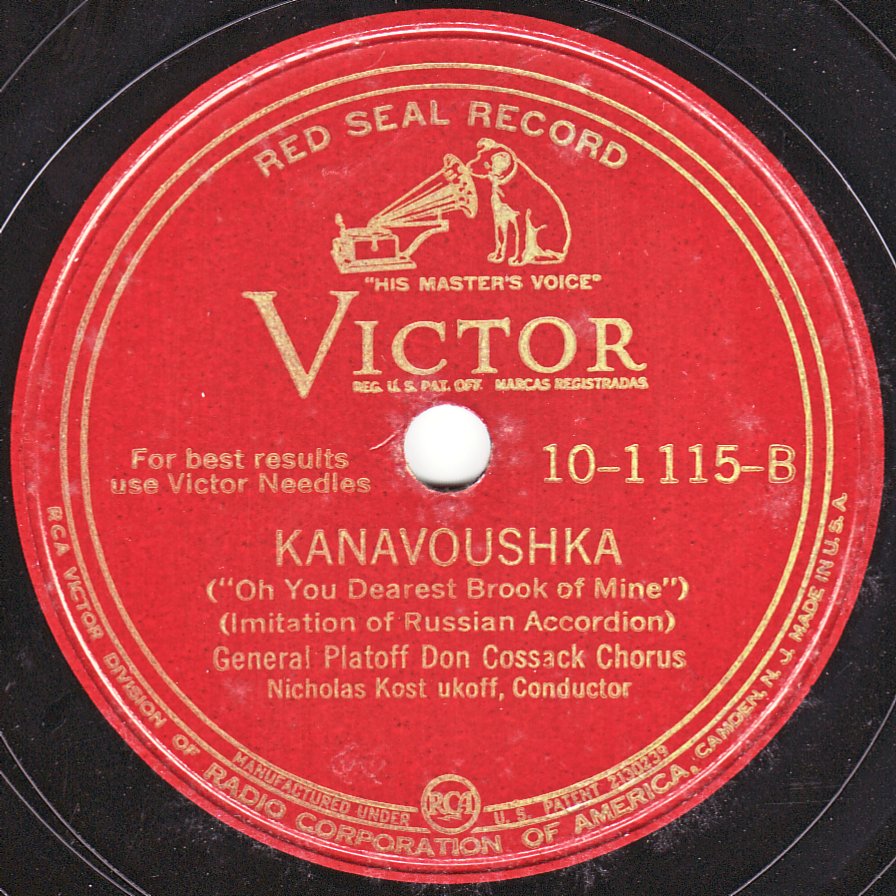 RED SEAL RECORD
"HIS MASTER'S VOICE"
VICTOR
REG. U. S. PAT. OFF. MARCAS REGISTRADAS
For best results
use Victor Needles
10-1115-B
KANAVOUSHKA
("Oh You Dearest Brook of Mine")
(Imitation of Russian Accordion)
General Platoff Don Cossack Chorus
Nicholas Kost ukoff, Conductor
MANUFACTURED UNDER RCA U. S. PATENT 2130239
RCA VICTOR DIVISION OF RADIO CORPORATION OF AMERICA, CAMDEN, N. J. MADE IN U. S. A.